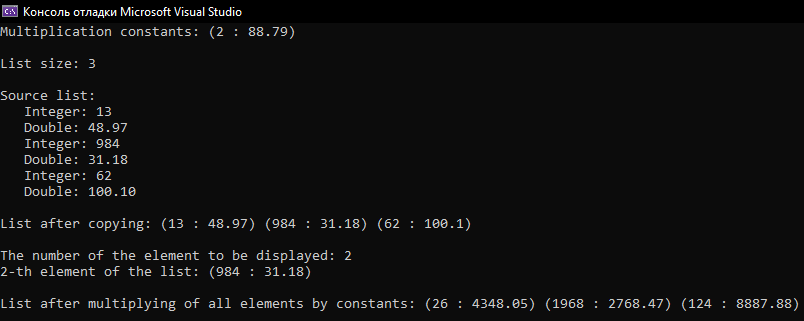 Консоль отладки Microsoft Visual Studio
Multiplication constants: (2 : 88.79)
List size: 3
Source list:
Integer: 13
Double: 48.97
Integer: 984
Double: 31.18
Integer: 62
Double: 100.10
List after copying: (13 : 48.97) (984 : 31.18) (62 : 100.1)
The number of the element to be displayed: 2
2-th element of the list: (984 : 31.18)
List after multiplying of all elements by constants: (26 : 4348.05) (1968 : 2768.47) (124 : 8887.88)